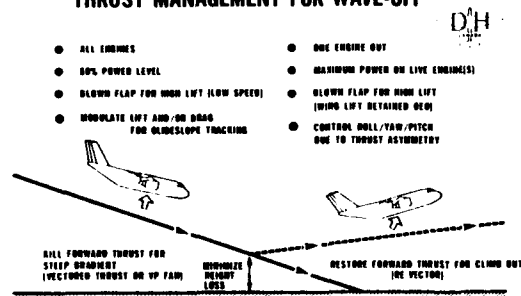 THRUST MANAGEMENT FOR WAVE-OFF
D H
● ALL ENGINES
● 80% POWER LEVEL
● BLOWN FLAP FOR HIGH LIFT (LOW SPEED)
● MODULATE LIFT AND/OR DRAG
FOR GLIDESLOPE TRACKING
● ONE ENGINE OUT
● MAXIMUM POWER ON LIVE ENGINE(S)
● BLOWN FLAP FOR HIGH LIFT
(WING LIFT RETAINED OEO)
● CONTROL ROLL/YAW/PITCH
DUE TO THRUST ASYMMETRY
KILL FORWARD THRUST FOR
STEEP GRADIENT
(VECTORED THRUST OR VP FAN)
MINIMIZE
HEIGHT
LOSS
RESTORE FORWARD THRUST FOR CLIMB OUT
(RE VECTOR)